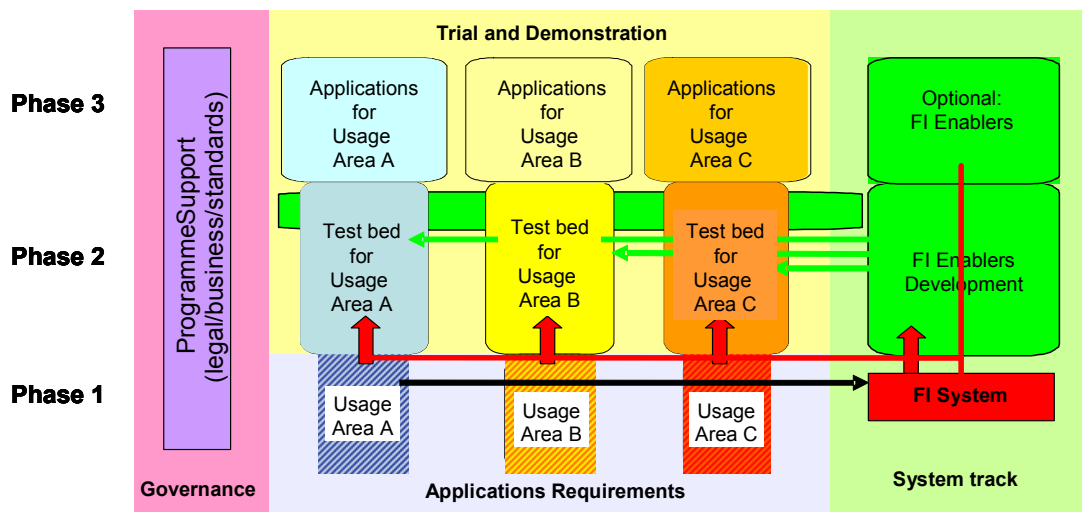 Trial and Demonstration
Phase 3
Applications
for
Usage
Area A
Applications
for
Usage
Area B
Applications
for
Usage
Area C
Optional:
FI Enablers
ProgrammeSupport
(legal/business/standards)
Phase 2
Test bed
for
Usage
Area A
Test bed
for
Usage
Area B
Test bed
for
Usage
Area C
FI Enablers
Development
Phase 1
Usage
Area A
Usage
Area B
Usage
Area C
FI System
Governance
Applications Requirements
System track